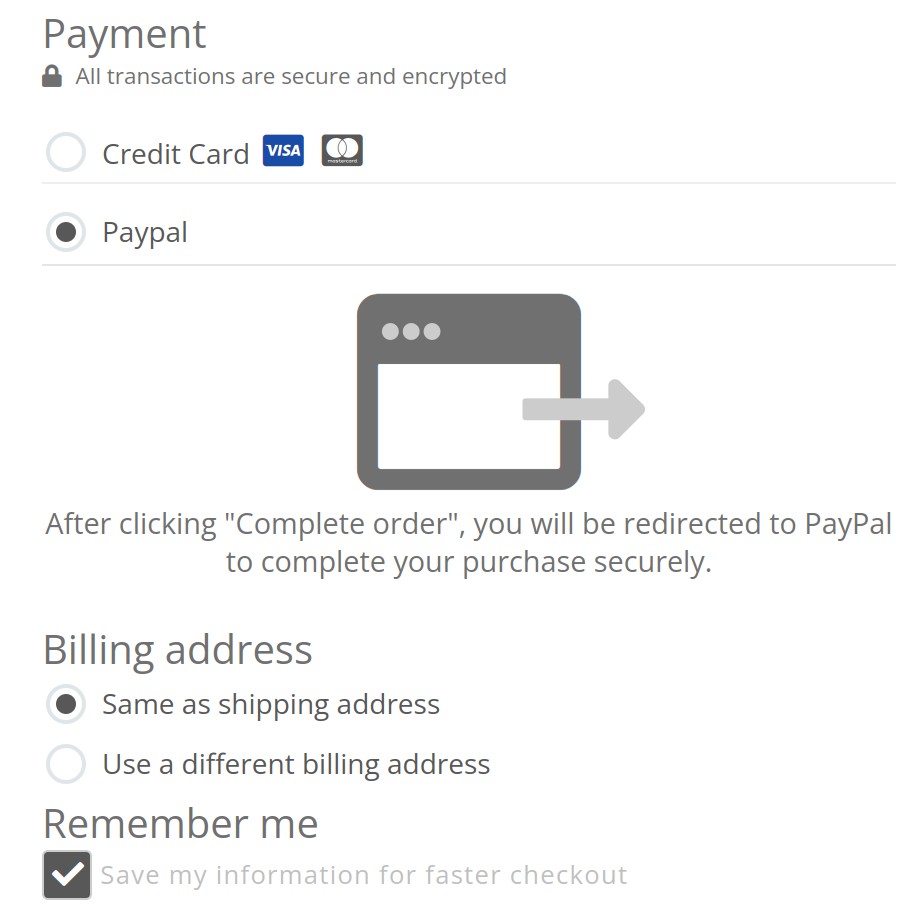 Payment
All transactions are secure and encrypted
Credit Card VISA mastercard
Paypal
After clicking "Complete order", you will be redirected to PayPal
to complete your purchase securely.
Billing address
Same as shipping address
Use a different billing address
Remember me
Save my information for faster checkout